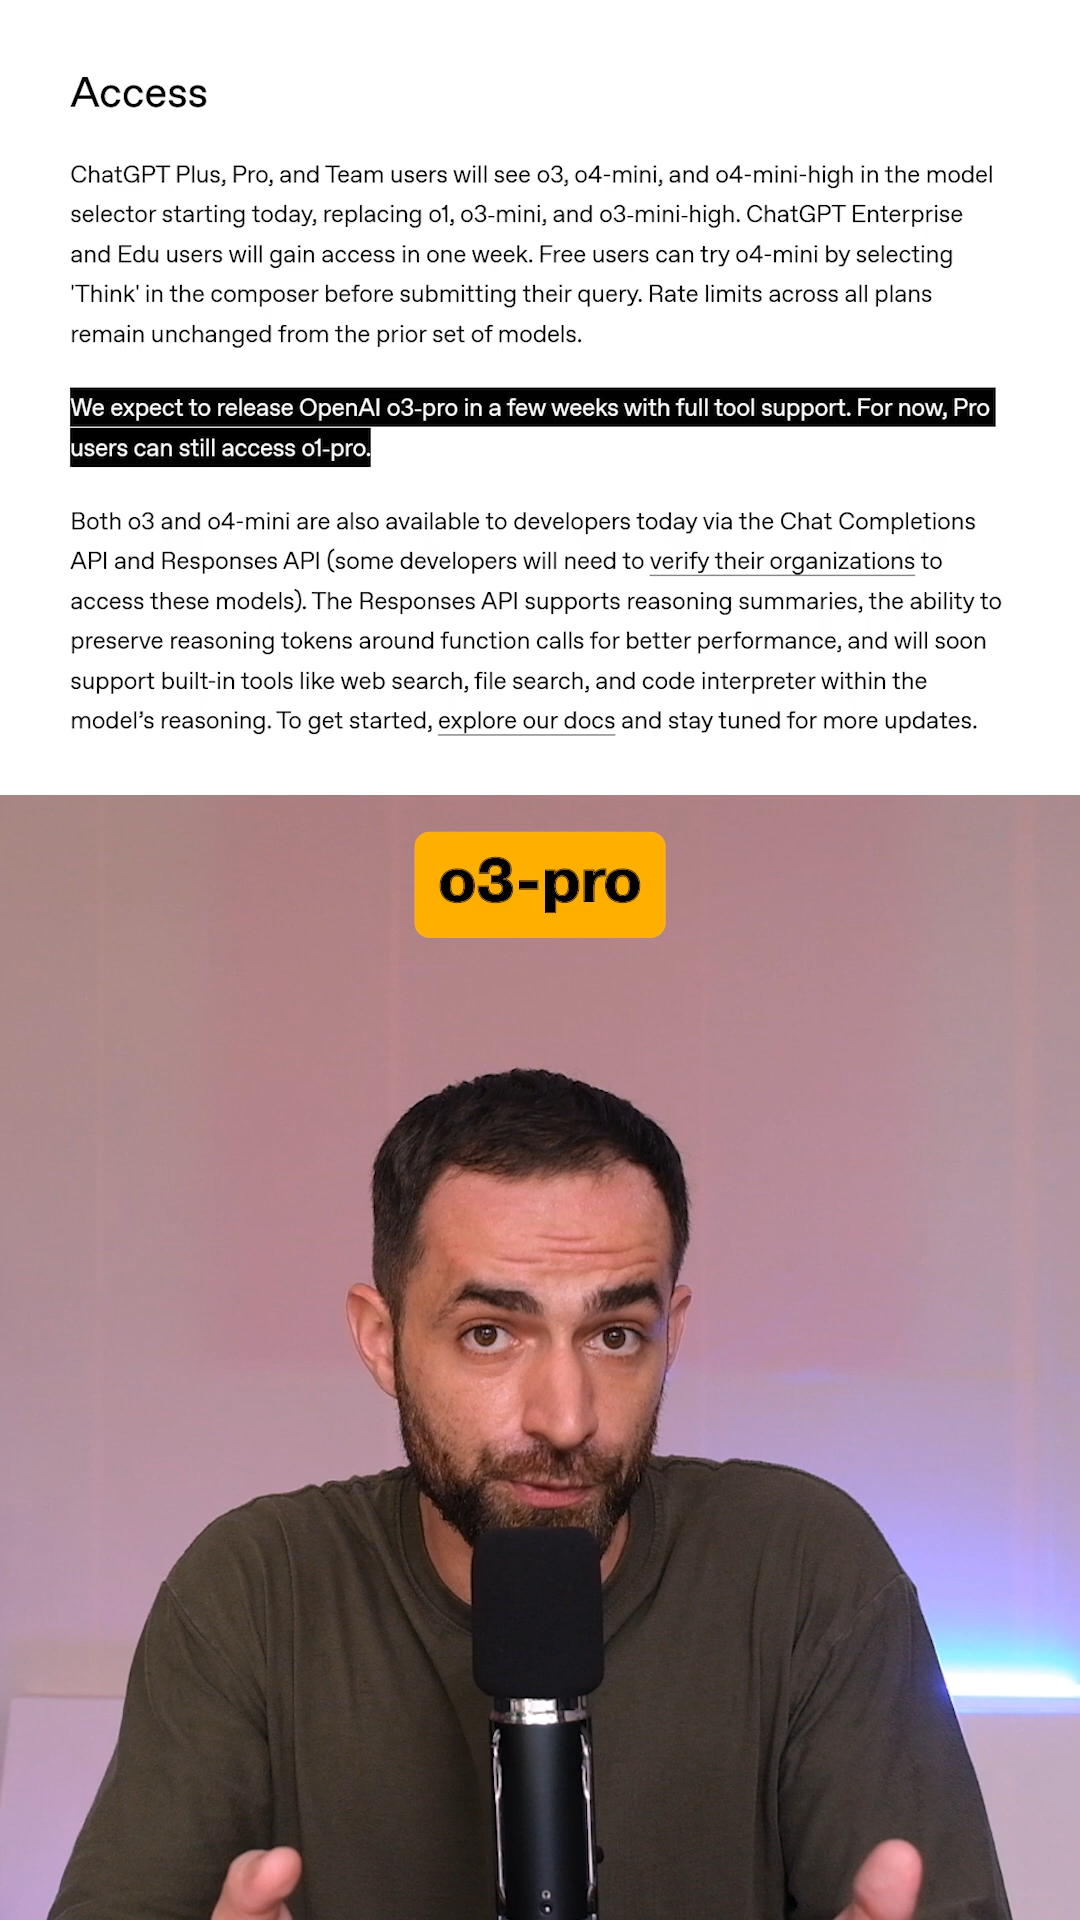 Access
ChatGPT Plus, Pro, and Team users will see o3, o4-mini, and o4-mini-high in the model
selector starting today, replacing o1, o3-mini, and o3-mini-high. ChatGPT Enterprise
and Edu users will gain access in one week. Free users can try o4-mini by selecting
'Think' in the composer before submitting their query. Rate limits across all plans
remain unchanged from the prior set of models.
We expect to release OpenAI o3-pro in a few weeks with full tool support. For now, Pro
users can still access o1-pro.
Both o3 and o4-mini are also available to developers today via the Chat Completions
API and Responses API (some developers will need to verify their organizations to
access these models). The Responses API supports reasoning summaries, the ability to
preserve reasoning tokens around function calls for better performance, and will soon
support built-in tools like web search, file search, and code interpreter within the
model’s reasoning. To get started, explore our docs and stay tuned for more updates.
o3-pro